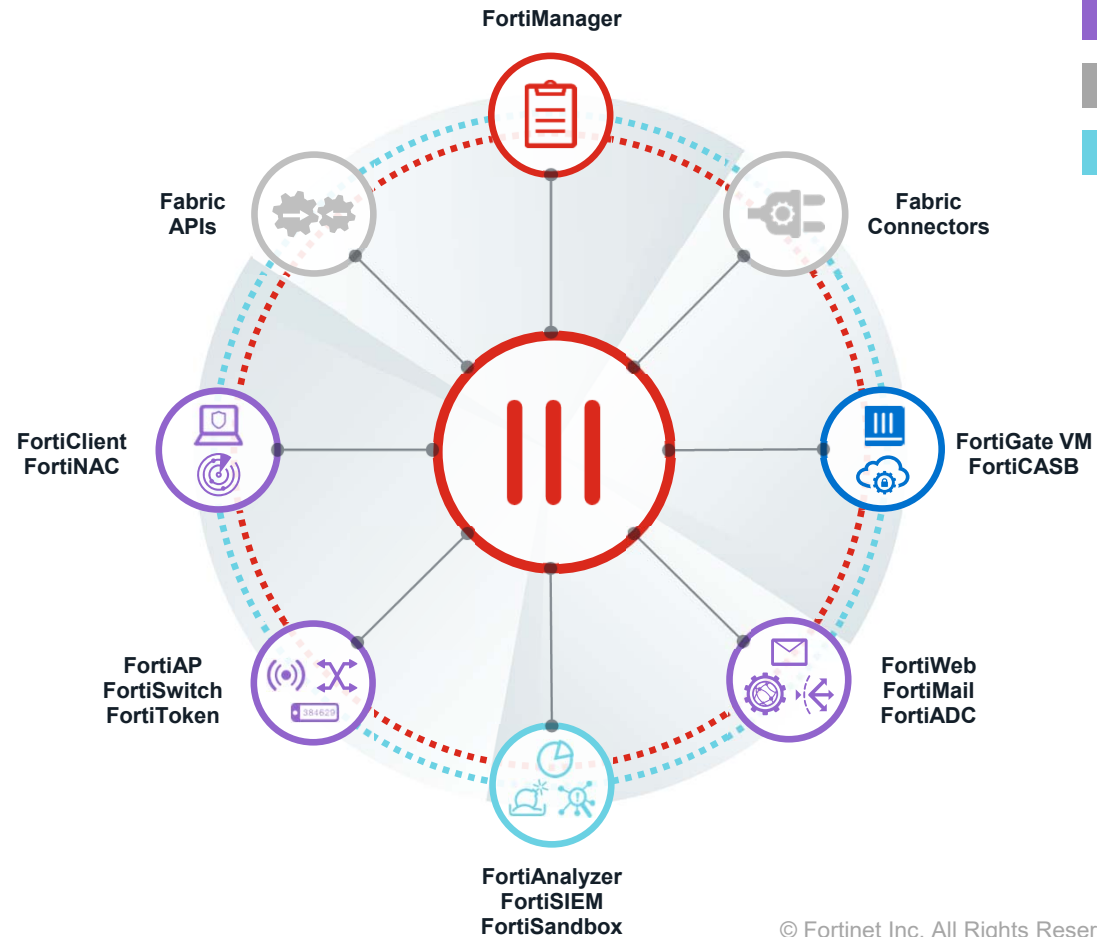 FortiManager
Fabric
APIs
Fabric
Connectors
FortiClient
FortiNAC
FortiGate VM
FortiCASB
FortiAP
FortiSwitch
FortiToken
384629
FortiWeb
FortiMail
FortiADC
FortiAnalyzer
FortiSIEM
FortiSandbox
© Fortinet Inc. All Rights Reser